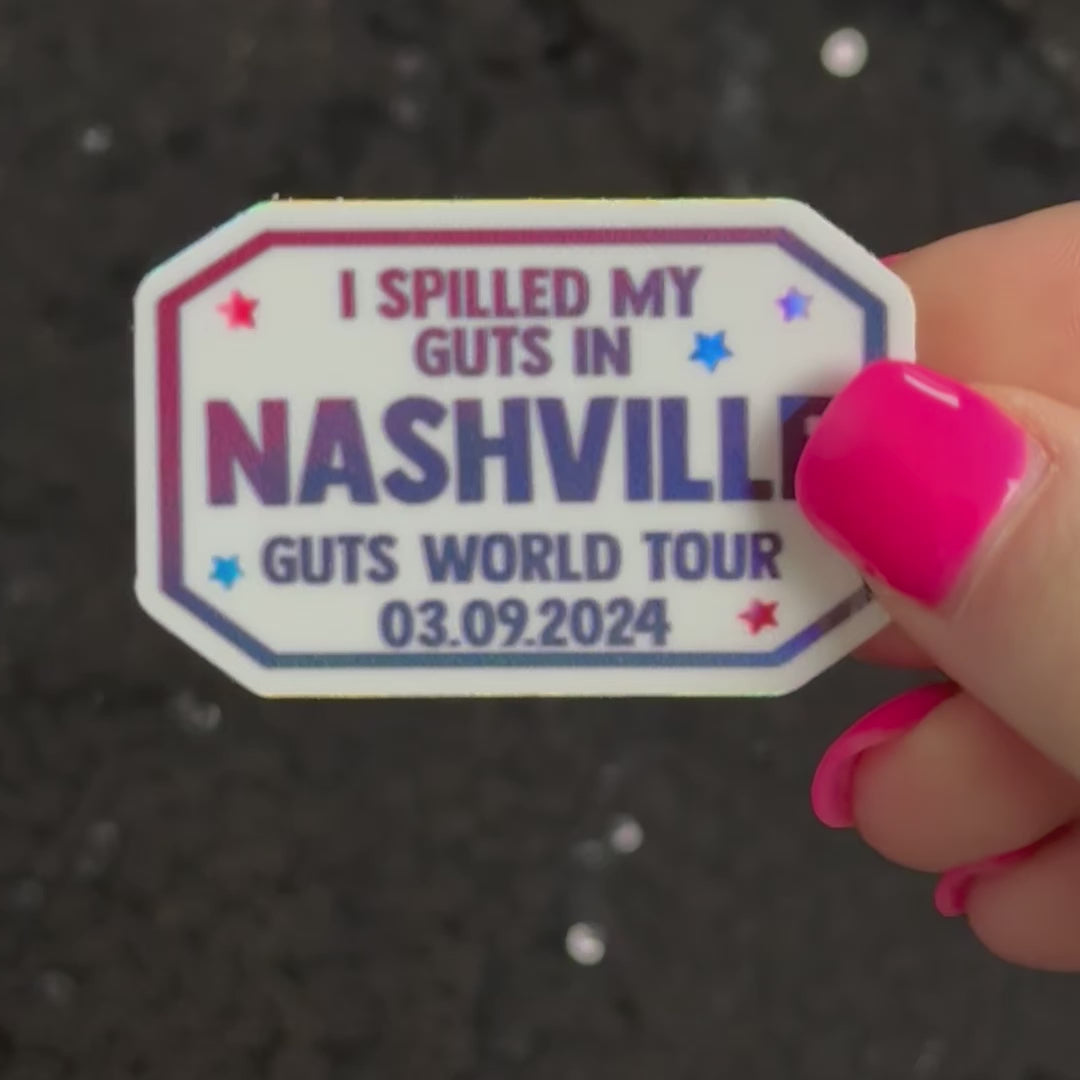 I SPILLED MY
GUTS IN
NASHVILLE
GUTS WORLD TOUR
03.09.2024